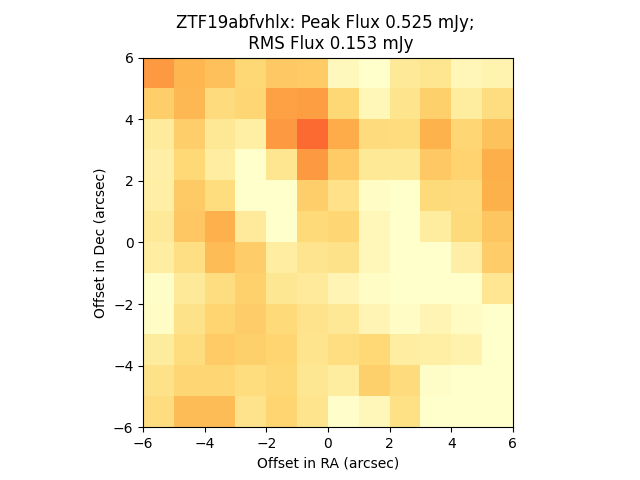 ZTF19abfvhlx: Peak Flux 0.525 mJy;
RMS Flux 0.153 mJy
6
4
2
0
−2
−4
−6
Offset in Dec (arcsec)
−6 −4 −2 0 2 4 6
Offset in RA (arcsec)